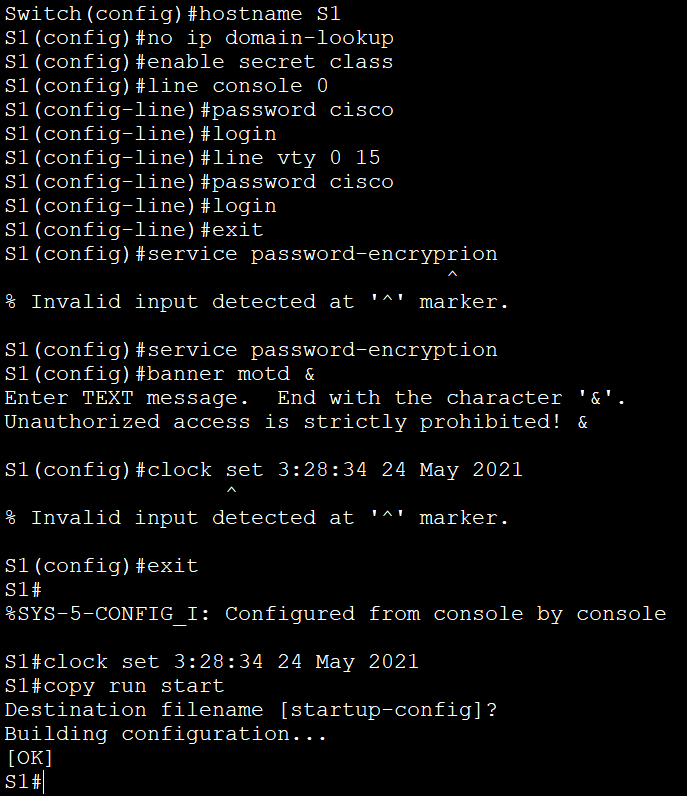 Switch(config)#hostname S1
S1(config)#no ip domain-lookup
S1(config)#enable secret class
S1(config)#line console 0
S1(config-line)#password cisco
S1(config-line)#login
S1(config-line)#line vty 0 15
S1(config-line)#password cisco
S1(config-line)#login
S1(config-line)#exit
S1(config)#service password-encryprion
^
% Invalid input detected at '^' marker.
S1(config)#service password-encryption
S1(config)#banner motd &
Enter TEXT message.  End with the character '&'.
Unauthorized access is strictly prohibited! &
S1(config)#clock set 3:28:34 24 May 2021
^
% Invalid input detected at '^' marker.
S1(config)#exit
S1#
%SYS-5-CONFIG_I: Configured from console by console
S1#clock set 3:28:34 24 May 2021
S1#copy run start
Destination filename [startup-config]?
Building configuration...
[OK]
S1#